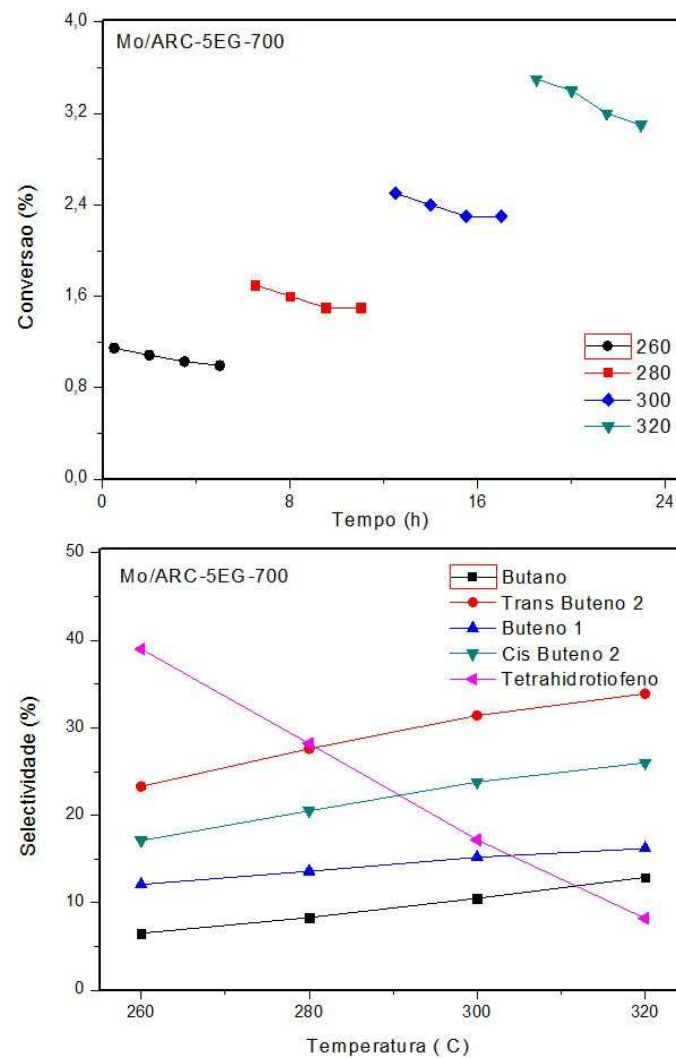 Mo/ARC-5EG-700
4,0
3,2
2,4
1,6
0,8
0,0
Conversao (%)
260
280
300
320
0 8 16 24
Tempo (h)
Mo/ARC-5EG-700
50
40
30
20
10
0
Selectividade (%)
Butano
Trans Buteno 2
Buteno 1
Cis Buteno 2
Tetrahidrotiofeno
260 280 300 320
Temperatura ( C)